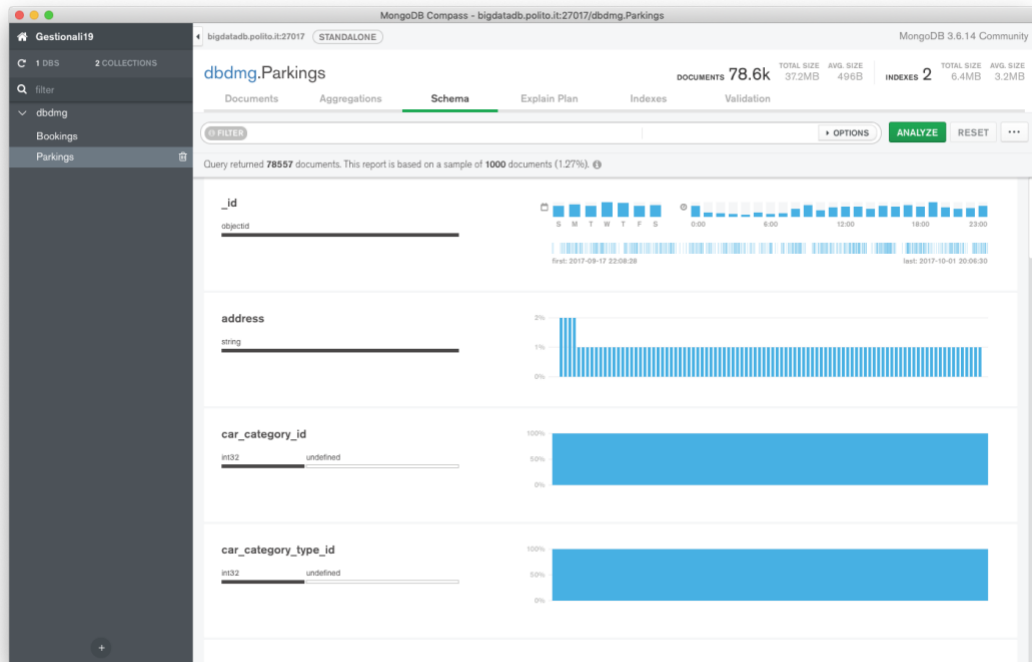 MongoDB Compass - bigdatadb.polito.it:27017/dbdmg.Parkings
Gestionali19
bigdatadb.polito.it:27017 STANDALONE
MongoDB 3.6.14 Community
1 DBS 2 COLLECTIONS
filter
dbdmg
Bookings
Parkings
dbdmg.Parkings
DOCUMENTS 78.6k TOTAL SIZE 37.2MB AVG. SIZE 496B INDEXES 2 TOTAL SIZE 6.4MB AVG. SIZE 3.2MB
Documents Aggregations Schema Explain Plan Indexes Validation
FILTER OPTIONS ANALYZE RESET ...
Query returned 78557 documents. This report is based on a sample of 1000 documents (1.27%).
_id
objectid
S M T W T F S
0:00 6:00 12:00 18:00 23:00
first: 2017-09-17 22:08:28 last: 2017-10-01 20:06:30
address
string
2%
1%
0%
car_category_id
int32 undefined
100%
50%
0%
car_category_type_id
int32 undefined
100%
50%
0%